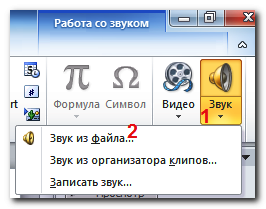 Работа со звуком
rt
π
Ω
#
Формула
Символ
Видео
Звук
1
2
Звук из файла...
Звук из организатора клипов...
Записать звук...